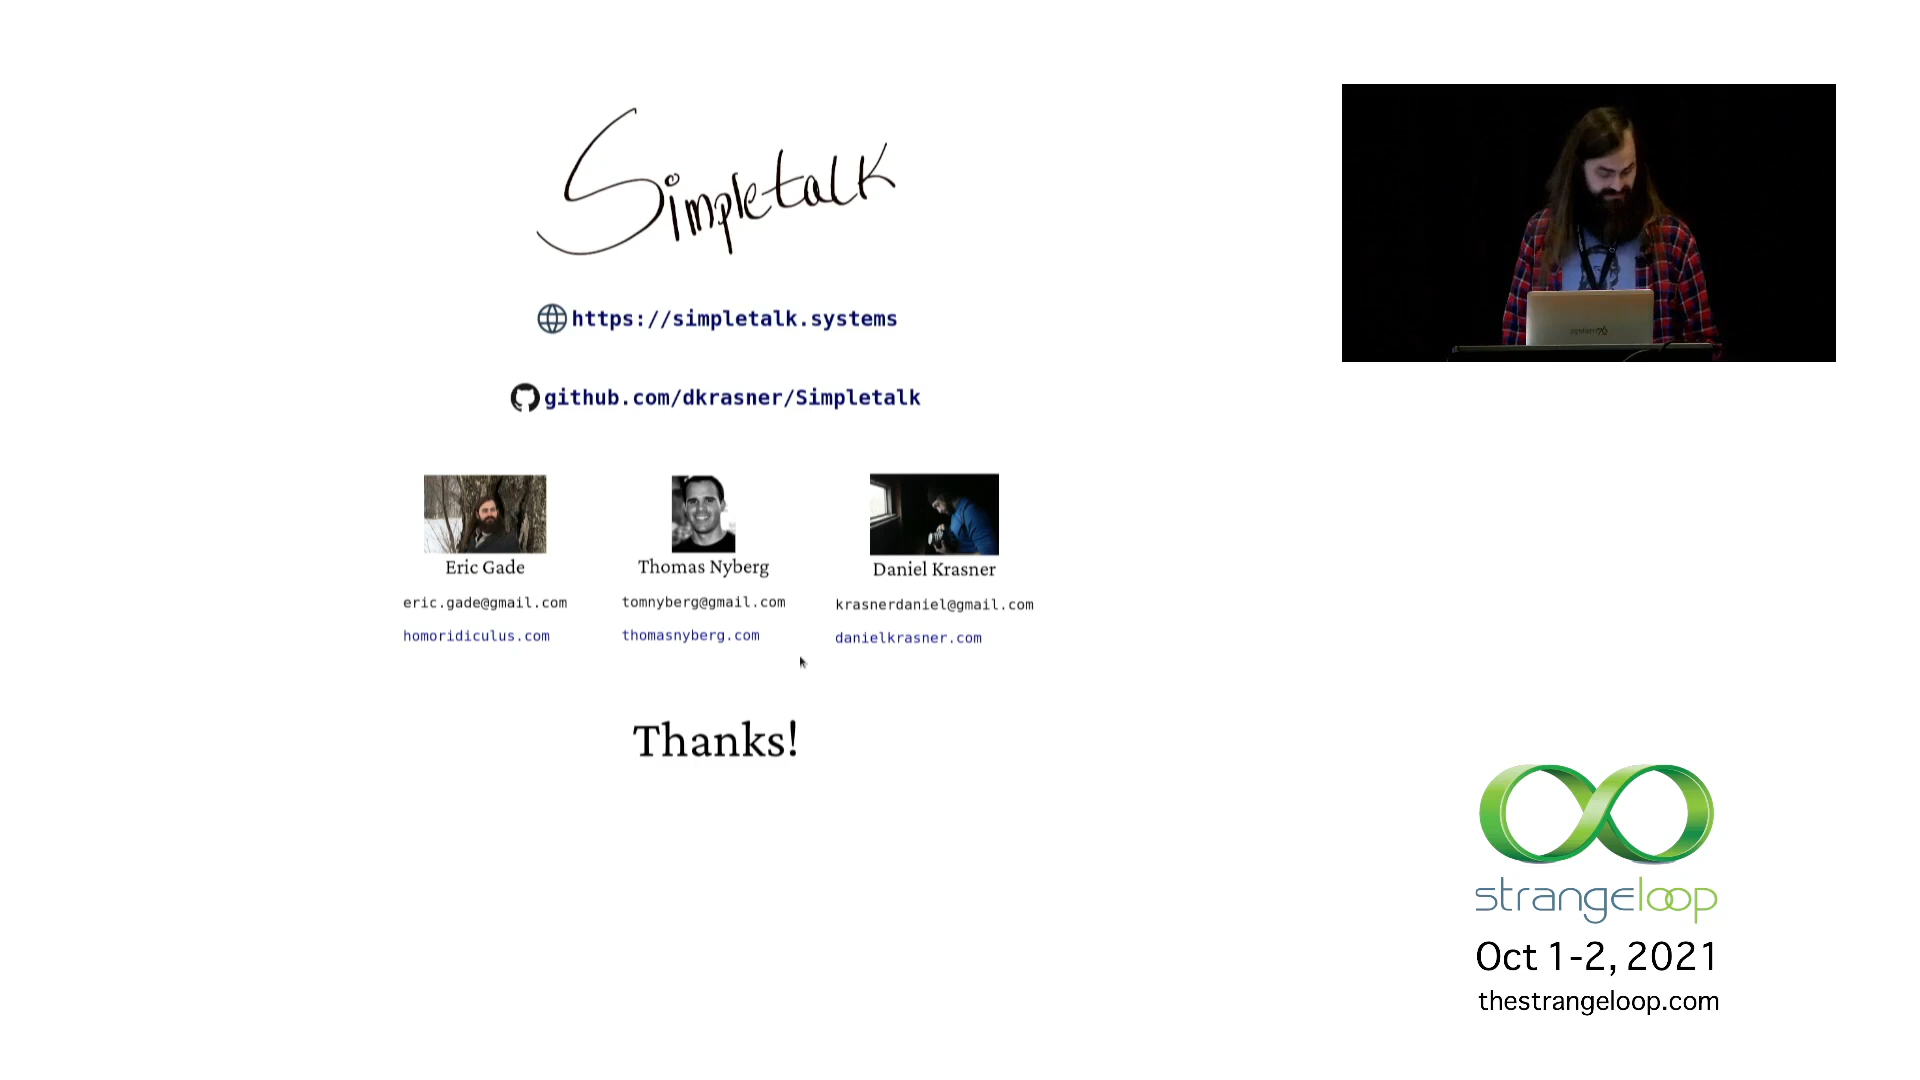 Simpletalk
https://simpletalk.systems
github.com/dkrasner/Simpletalk
Eric Gade
eric.gade@gmail.com
homoridiculus.com
Thomas Nyberg
tomnyberg@gmail.com
thomasnyberg.com
Daniel Krasner
krasnerdaniel@gmail.com
danielkrasner.com
Thanks!
strangeloop
Oct 1-2, 2021
thestrangeloop.com